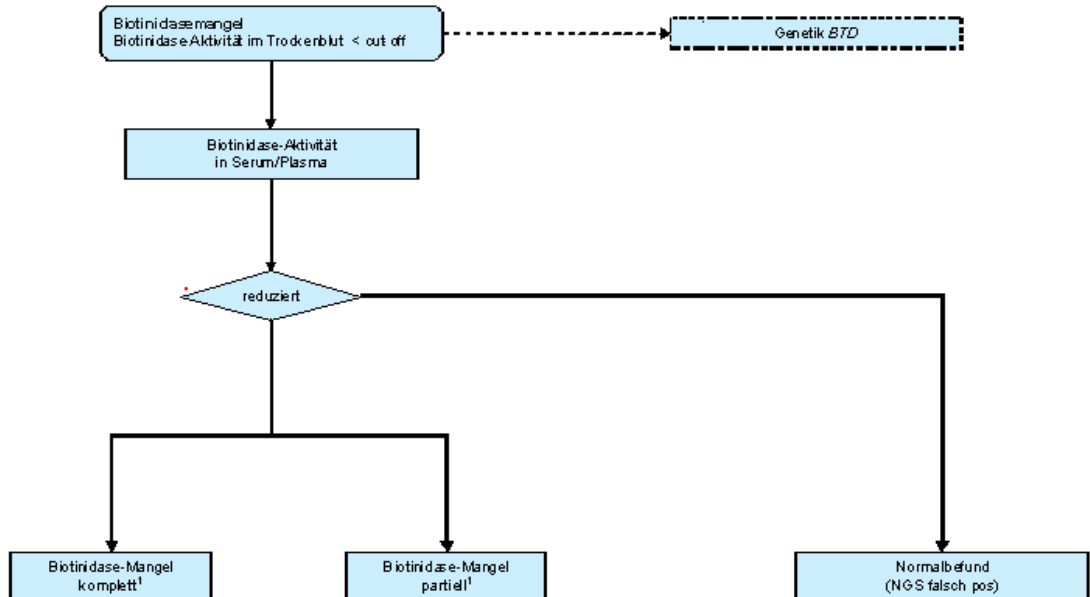 Biotinidasemangel
Biotinidase Aktivität im Trockenblut < cut off
Genetik BTD
Biotinidase-Aktivität
in Serum/Plasma
reduziert
Biotinidase-Mangel
komplett¹
Biotinidase-Mangel
partiell¹
Normalbefund
(NGS falsch pos)